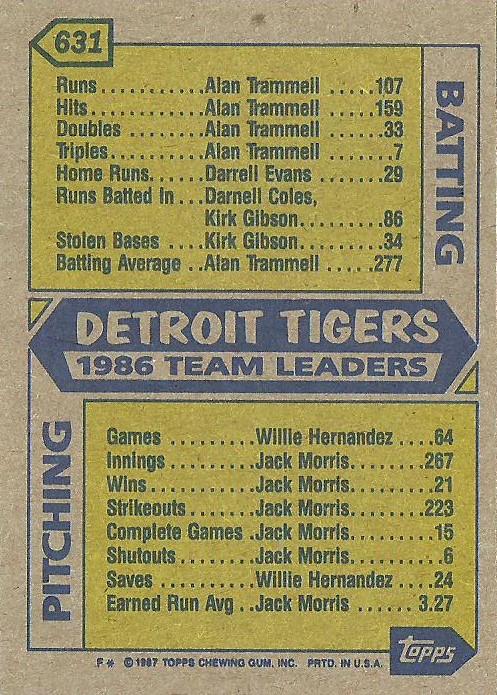 631
BATTING
Runs.............Alan Trammell .....107
Hits..............Alan Trammell .....159
Doubles .........Alan Trammell ......33
Triples...........Alan Trammell .......7
Home Runs......Darrell Evans ......29
Runs Batted In ...Darnell Coles,
Kirk Gibson.........86
Stolen Bases ....Kirk Gibson.........34
Batting Average ..Alan Trammell .....277
DETROIT TIGERS
1986 TEAM LEADERS
PITCHING
Games .........Willie Hernandez ....64
Innings .........Jack Morris.......267
Wins............Jack Morris........21
Strikeouts .......Jack Morris.......223
Complete Games .Jack Morris........15
Shutouts.........Jack Morris.........6
Saves ..........Willie Hernandez ....24
Earned Run Avg ..Jack Morris ......3.27
topps
F* © 1987 TOPPS CHEWING GUM, INC. PRTD. IN U.S.A.